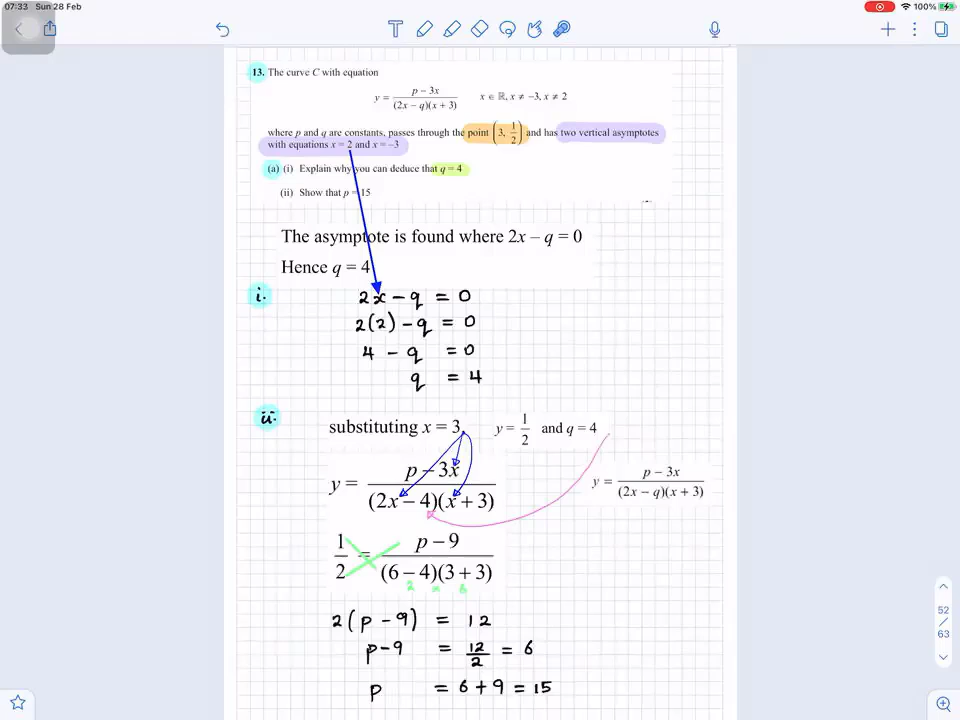 07:33 Sun 28 Feb
100%
13. The curve C with equation
y = (p − 3x)/((2x − q)(x + 3)) x ∈ ℝ, x ≠ −3, x ≠ 2
where p and q are constants, passes through the point (3, 1/2) and has two vertical asymptotes
with equations x = 2 and x = −3
(a) (i) Explain why you can deduce that q = 4
(ii) Show that p = 15
The asymptote is found where 2x − q = 0
Hence q = 4
i. 2x − q = 0
2(2) − q = 0
4 − q = 0
q = 4
ii. substituting x = 3, y = 1/2 and q = 4
y = (p − 3x)/((2x − 4)(x + 3)) y = (p − 3x)/((2x − q)(x + 3))
1/2 = (p − 9)/((6 − 4)(3 + 3))
2 × 6
2(p − 9) = 12
p − 9 = 12/2 = 6
p = 6 + 9 = 15
52
/
63